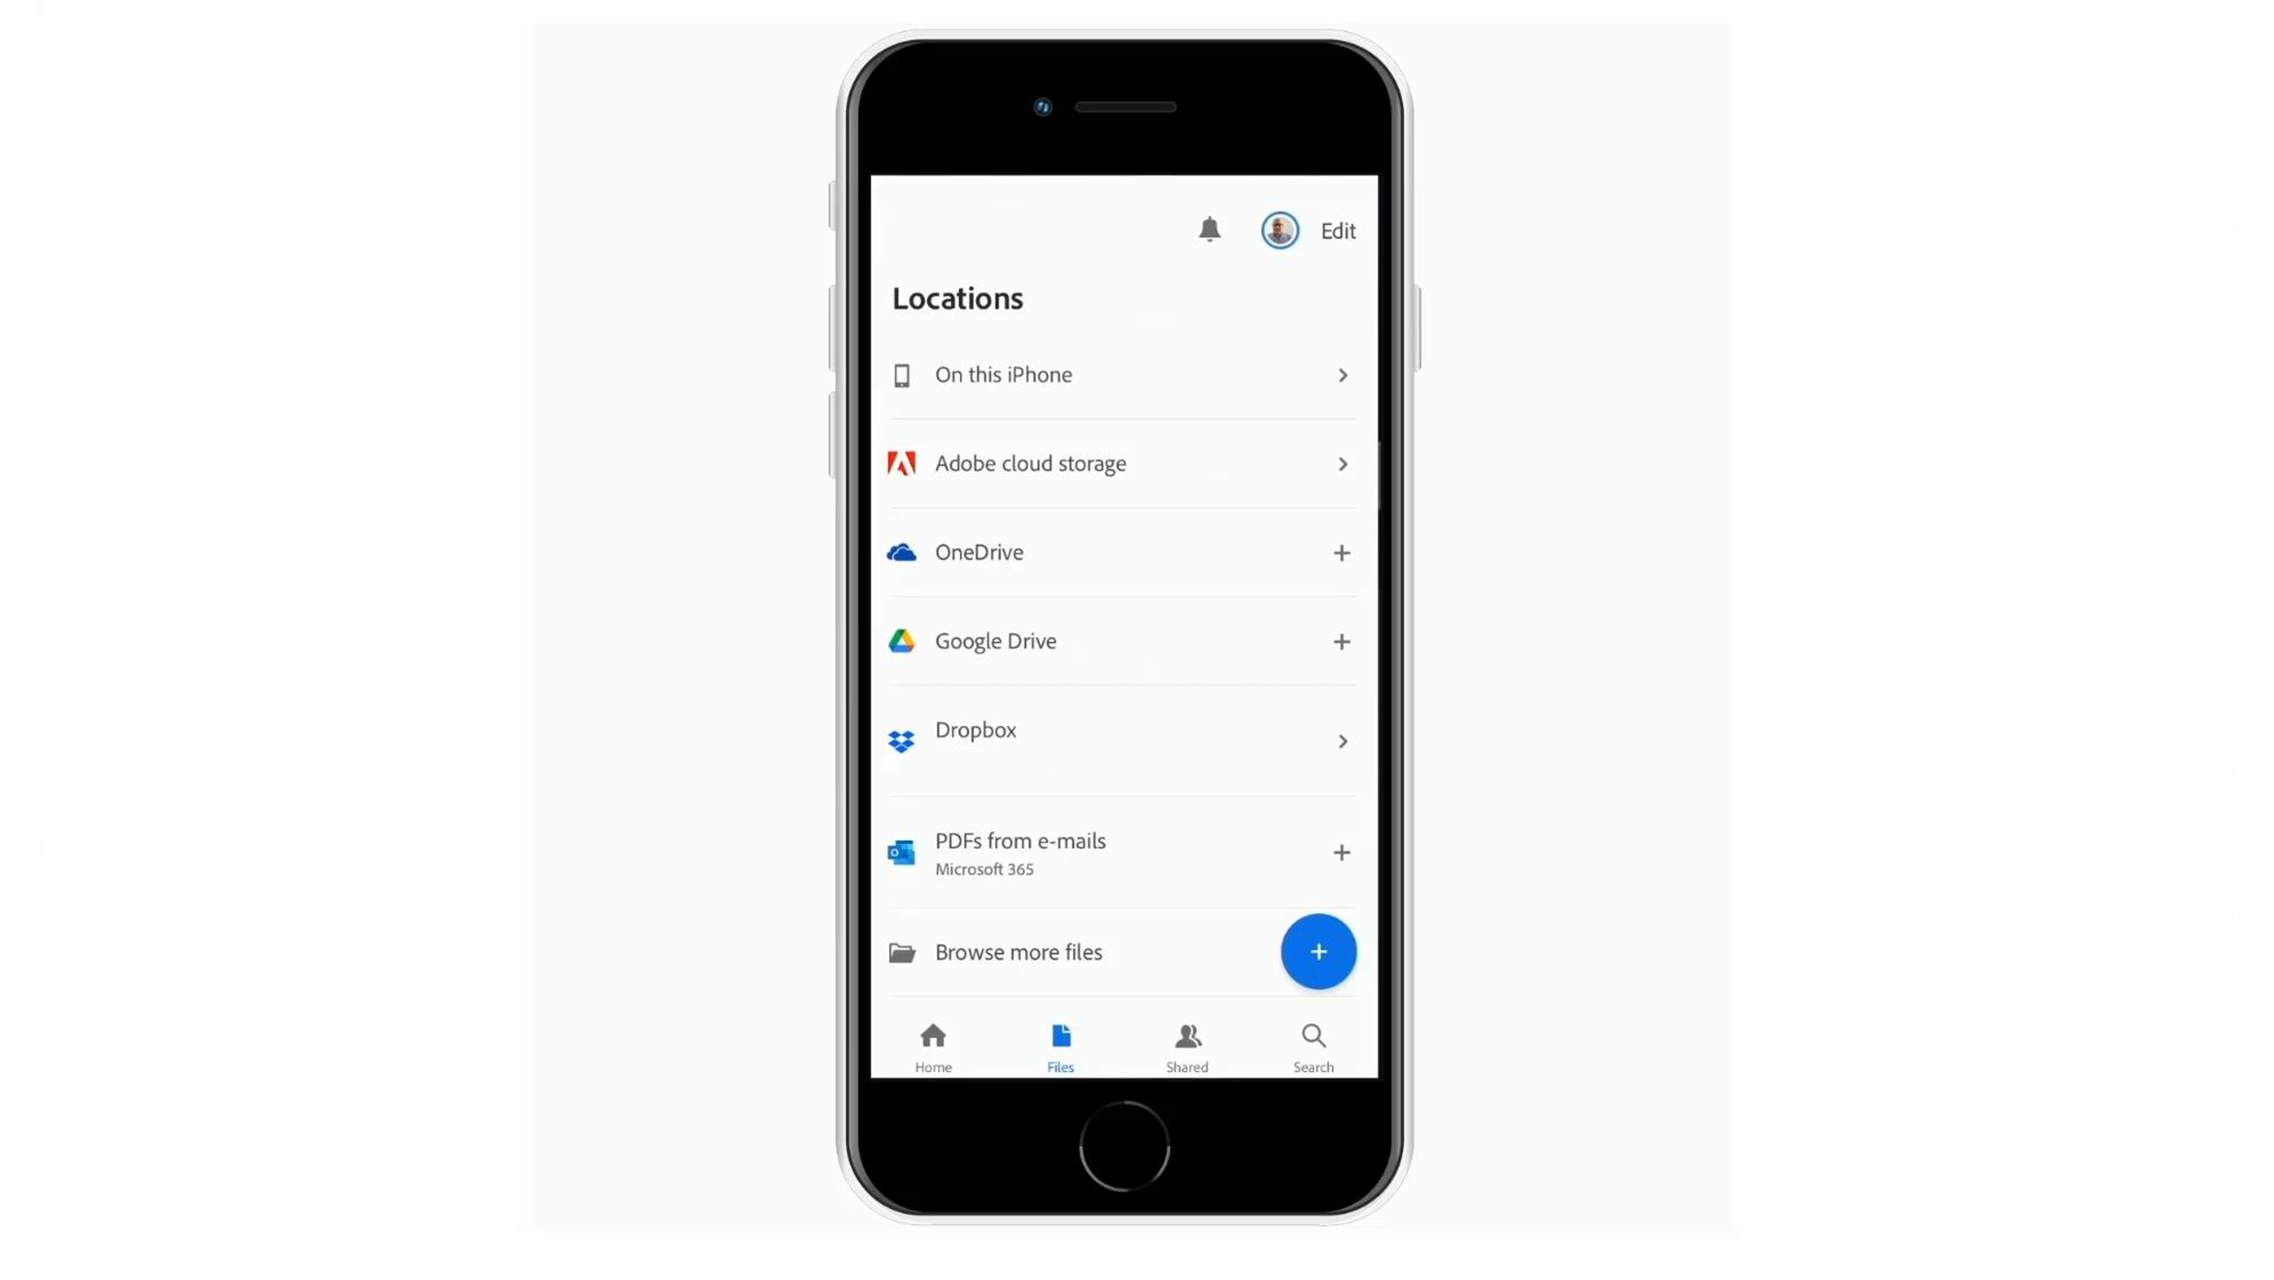 Edit
Locations
On this iPhone
Adobe cloud storage
OneDrive
Google Drive
Dropbox
PDFs from e-mails
Microsoft 365
Browse more files
Home
Files
Shared
Search